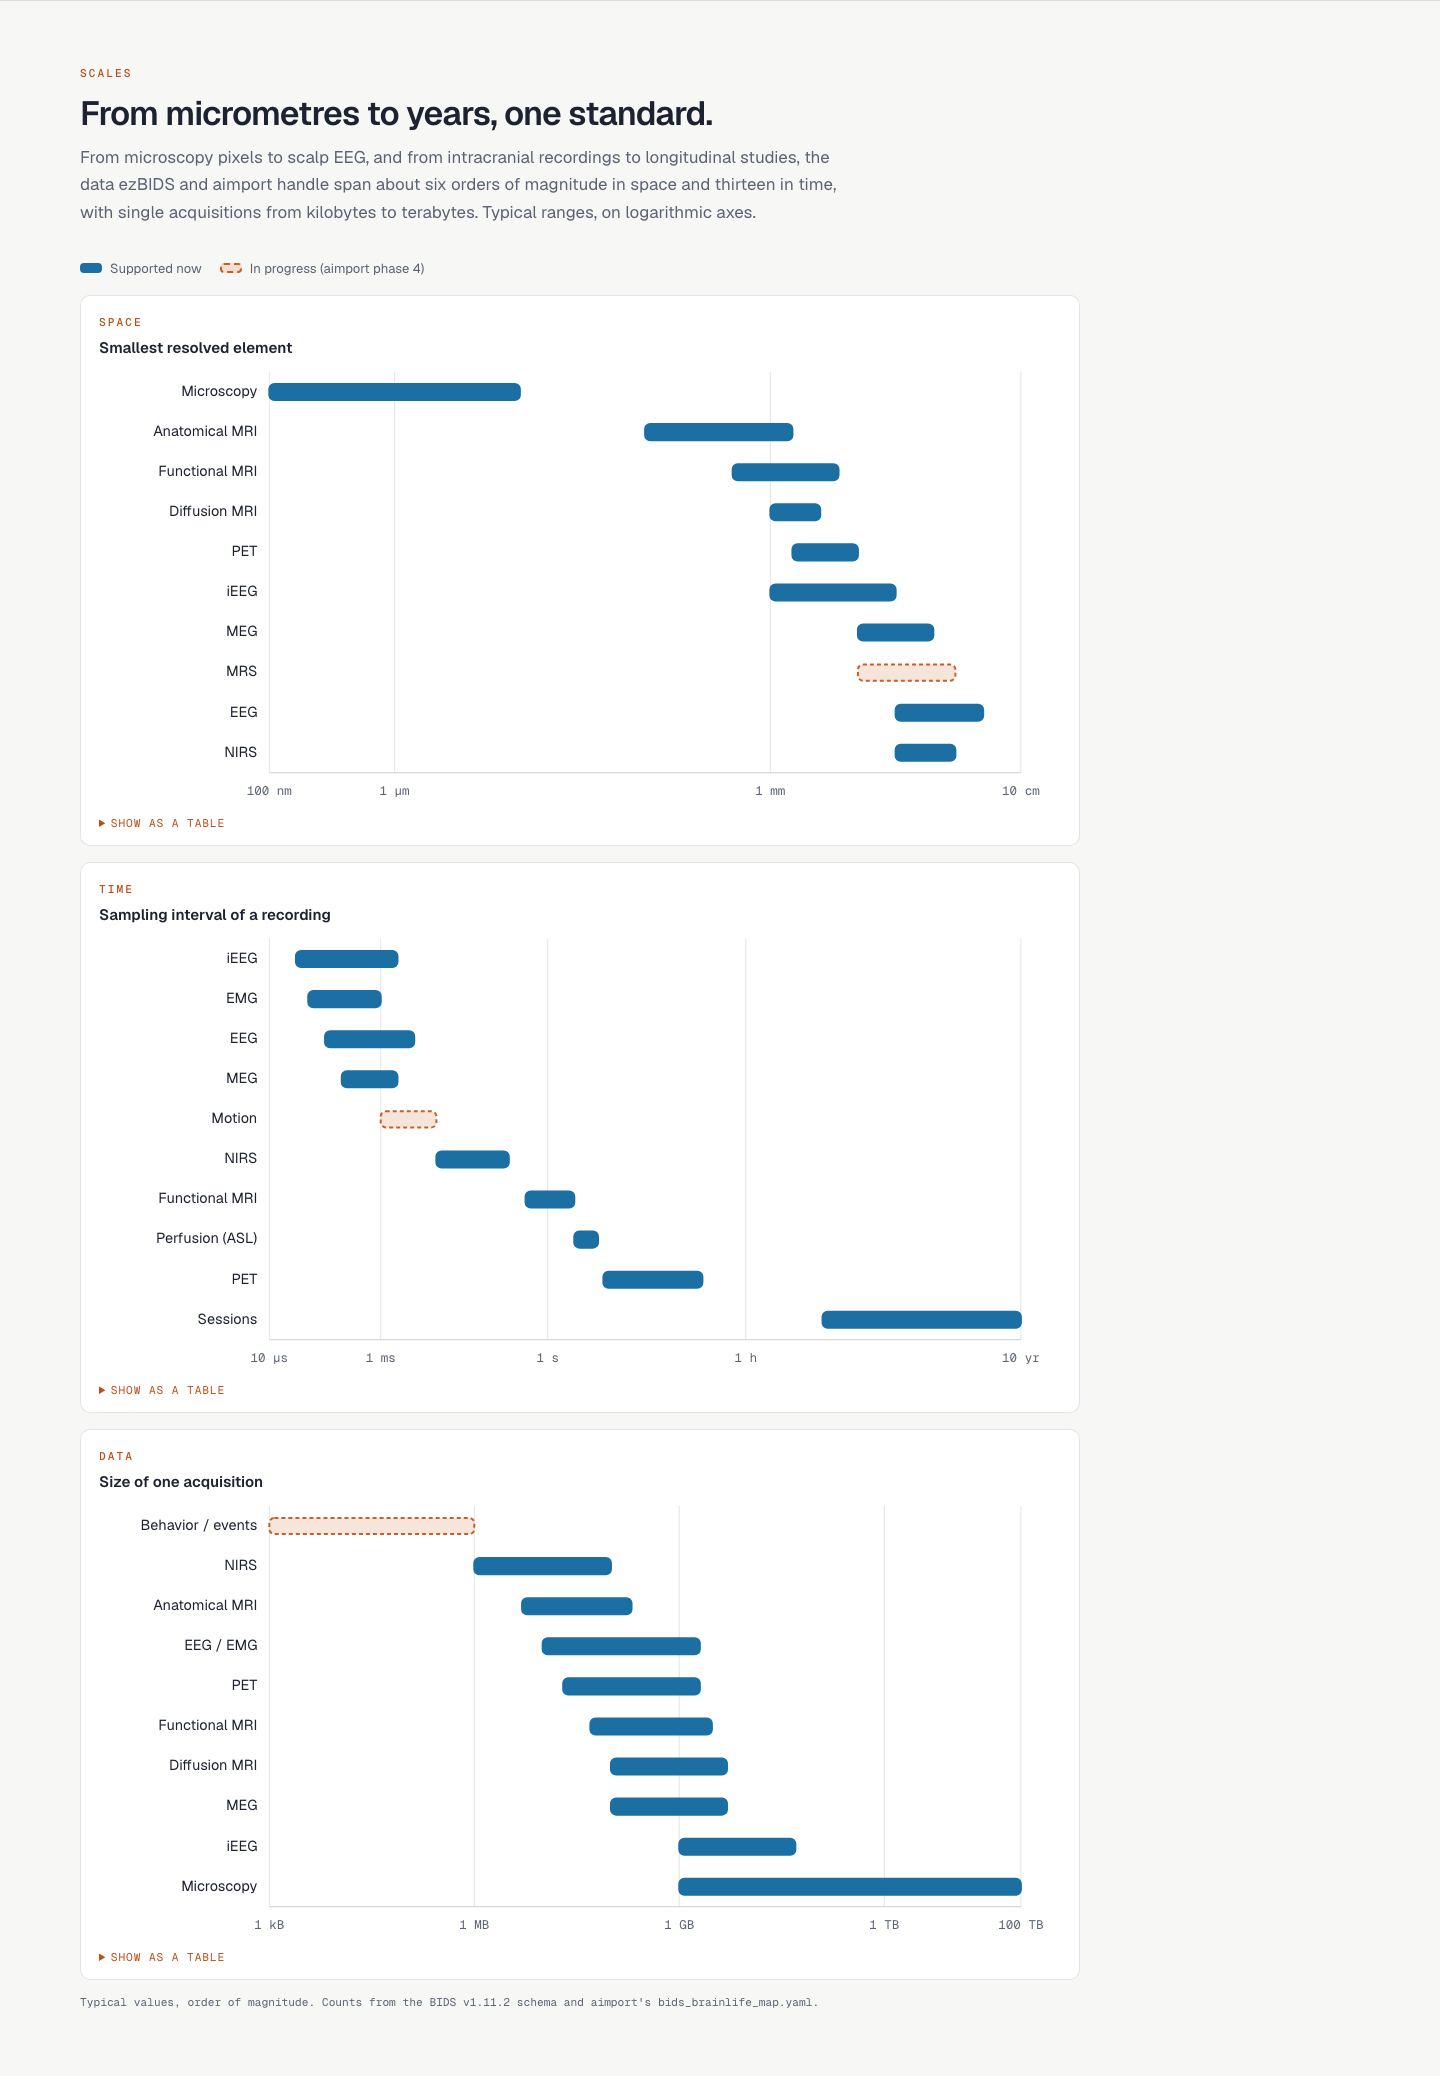 SCALES
From micrometres to years, one standard.
From microscopy pixels to scalp EEG, and from intracranial recordings to longitudinal studies, the
data ezBIDS and aimport handle span about six orders of magnitude in space and thirteen in time,
with single acquisitions from kilobytes to terabytes. Typical ranges, on logarithmic axes.
Supported now
In progress (aimport phase 4)
SPACE
Smallest resolved element
Microscopy
Anatomical MRI
Functional MRI
Diffusion MRI
PET
iEEG
MEG
MRS
EEG
NIRS
100 nm 1 µm 1 mm 10 cm
▶ SHOW AS A TABLE
TIME
Sampling interval of a recording
iEEG
EMG
EEG
MEG
Motion
NIRS
Functional MRI
Perfusion (ASL)
PET
Sessions
10 µs 1 ms 1 s 1 h 10 yr
▶ SHOW AS A TABLE
DATA
Size of one acquisition
Behavior / events
NIRS
Anatomical MRI
EEG / EMG
PET
Functional MRI
Diffusion MRI
MEG
iEEG
Microscopy
1 kB 1 MB 1 GB 1 TB 100 TB
▶ SHOW AS A TABLE
Typical values, order of magnitude. Counts from the BIDS v1.11.2 schema and aimport's bids_brainlife_map.yaml.